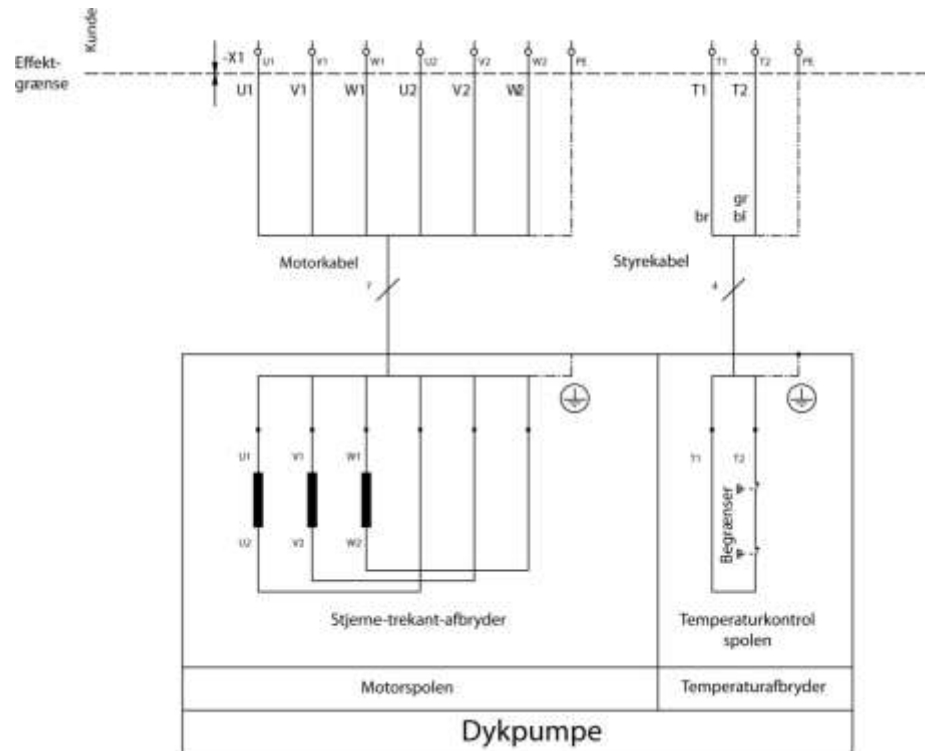 Kunde
Effekt-
grænse
-X1
U1 V1 W1 U2 V2 W2 PE T1 T2 PE
U1 V1 W1 U2 V2 W2 T1 T2
br
gr
bl
Motorkabel
Styrekabel
7
4
U1 V1 W1 T1 T2
Begrænser
U2 V2 W2
Stjerne-trekant-afbryder
Temperaturkontrol
spolen
Motorspolen
Temperaturafbryder
Dykpumpe